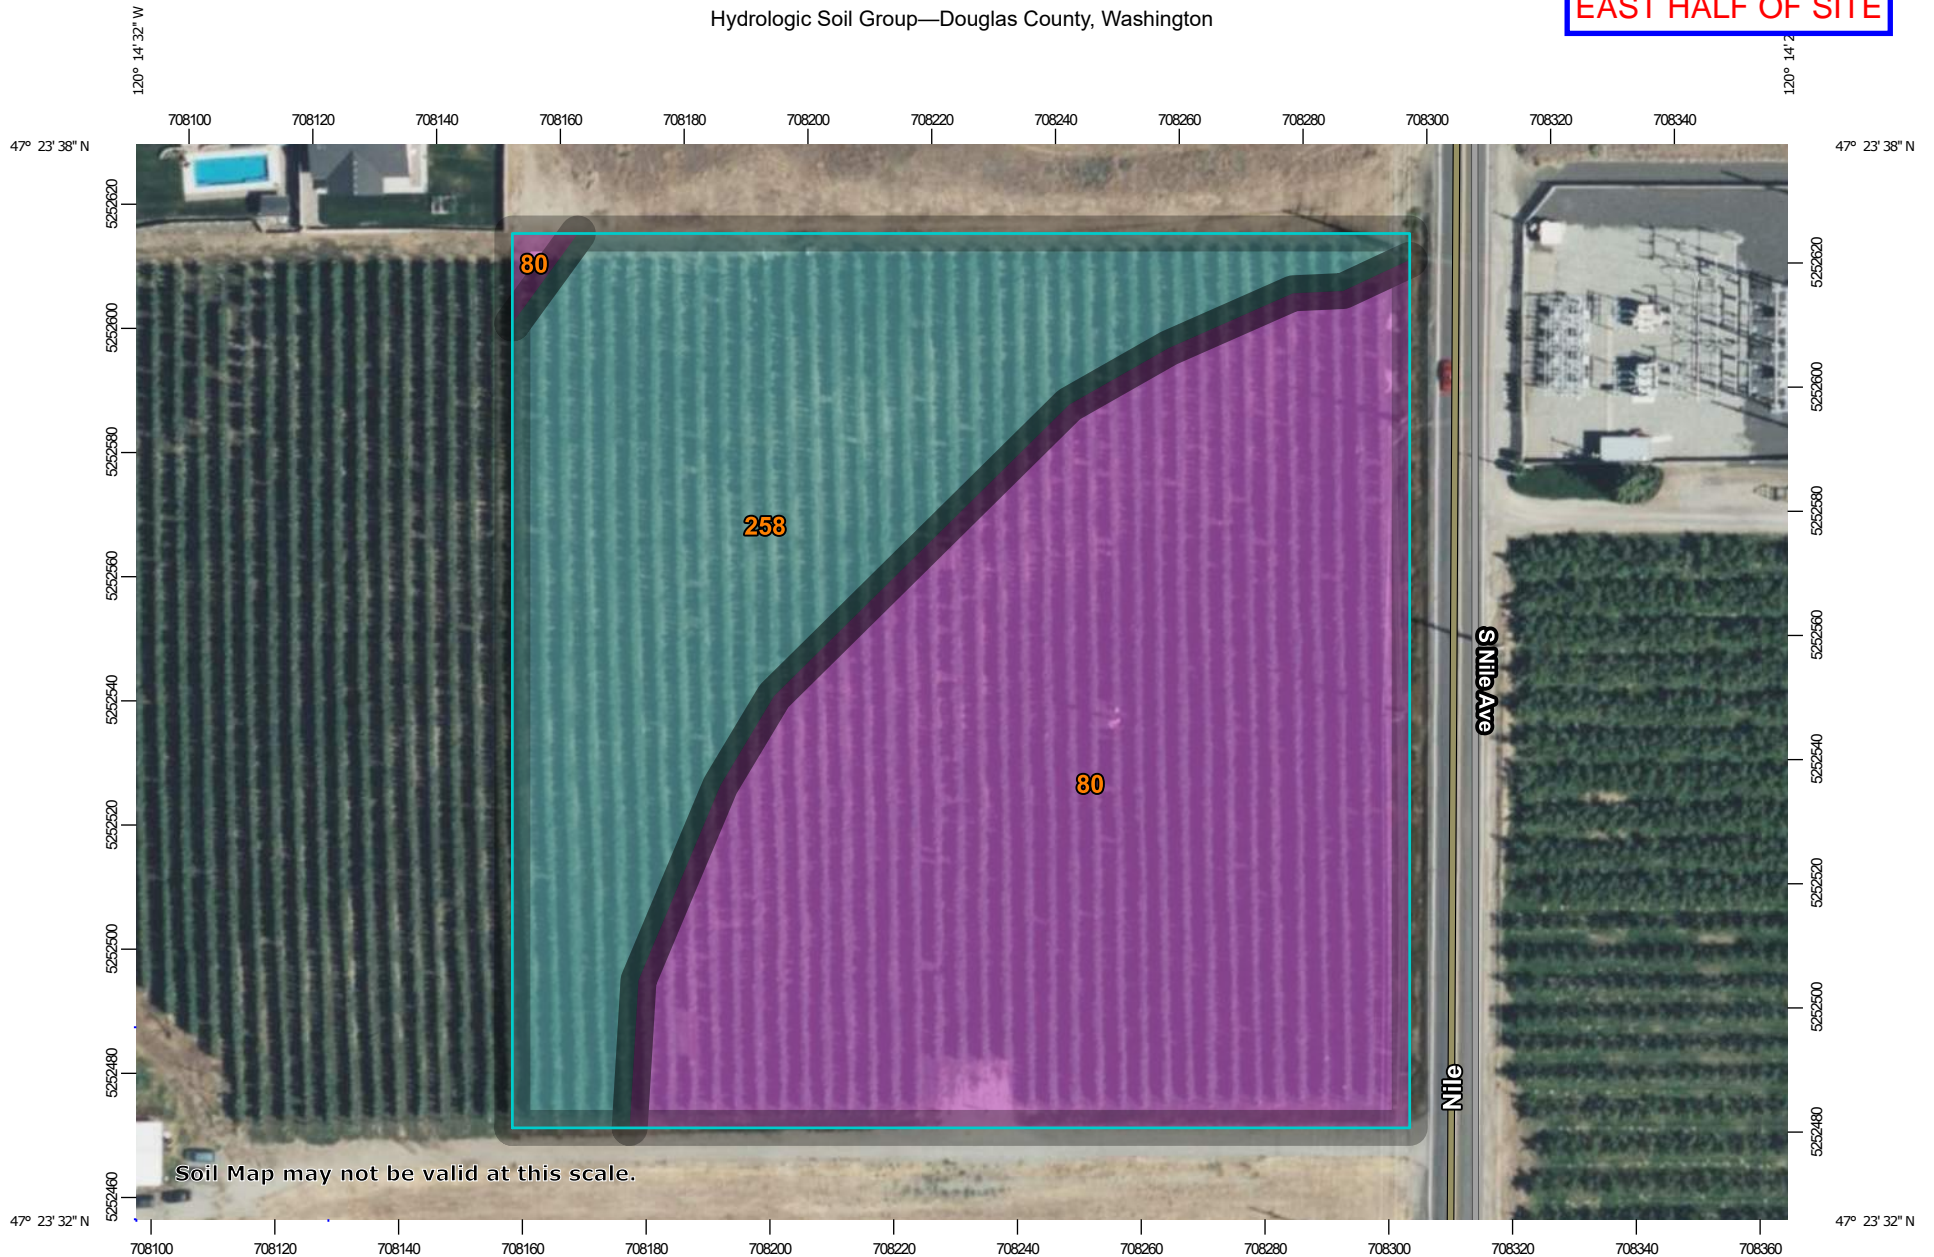 Hydrologic Soil Group—Douglas County, Washington
EAST HALF OF SITE
120° 14' 32" W
120° 14' 2
708100 708120 708140 708160 708180 708200 708220 708240 708260 708280 708300 708320 708340
47° 23' 38" N
47° 23' 38" N
5252620
5252600
5252580
5252560
5252540
5252520
5252500
5252480
5252460
80
258
80
S Nile Ave
Nile
5252620
5252600
5252580
5252560
5252540
5252520
5252500
5252480
Soil Map may not be valid at this scale.
47° 23' 32" N
47° 23' 32" N
708100 708120 708140 708160 708180 708200 708220 708240 708260 708280 708300 708320 708340 708360